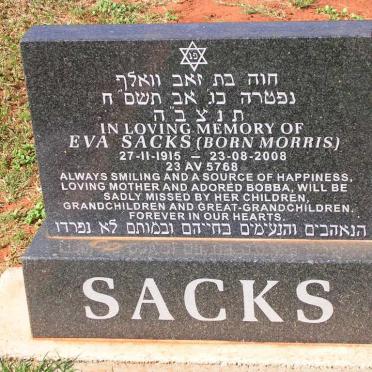 חוה בת זאב וואלף
נפטרה כו׳ אב תשס״ח
ת נ צ ב״ה
IN LOVING MEMORY OF
EVA SACKS (BORN MORRIS)
27-11-1915 — 23-08-2008
23 AV 5768
ALWAYS SMILING AND A SOURCE OF HAPPINESS,
LOVING MOTHER AND ADORED BOBBA, WILL BE
SADLY MISSED BY HER CHILDREN,
GRANDCHILDREN AND GREAT-GRANDCHILDREN.
FOREVER IN OUR HEARTS.
הנאהבים והנעימים בחייהם ובמותם לא נפרדו
SACKS